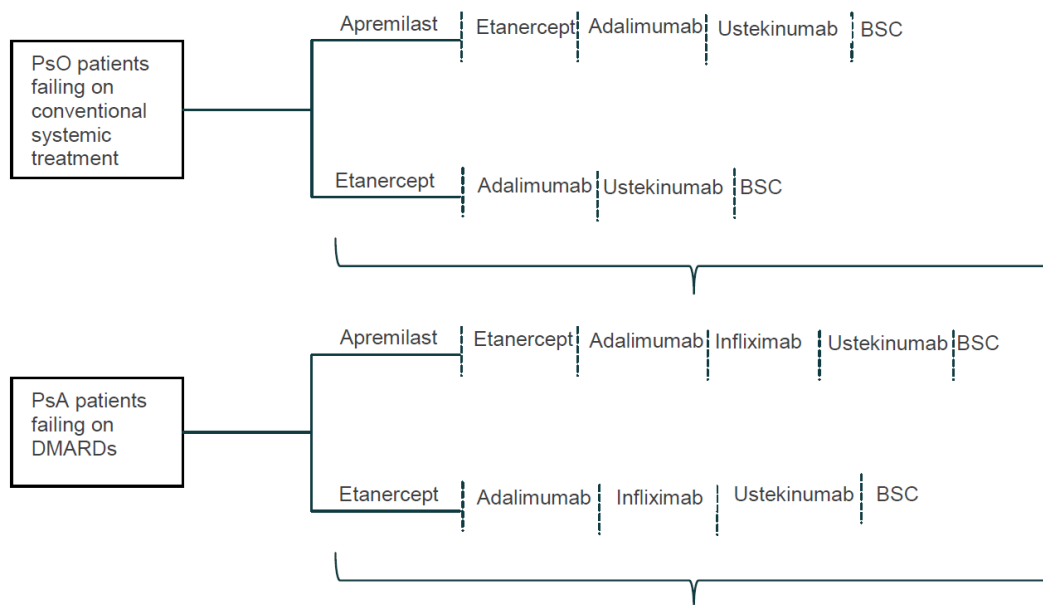 Apremilast Etanercept Adalimumab Ustekinumab BSC
PsO patients
failing on
conventional
systemic
treatment
Etanercept Adalimumab Ustekinumab BSC
Apremilast Etanercept Adalimumab Infliximab Ustekinumab BSC
PsA patients
failing on
DMARDs
Etanercept Adalimumab Infliximab Ustekinumab BSC